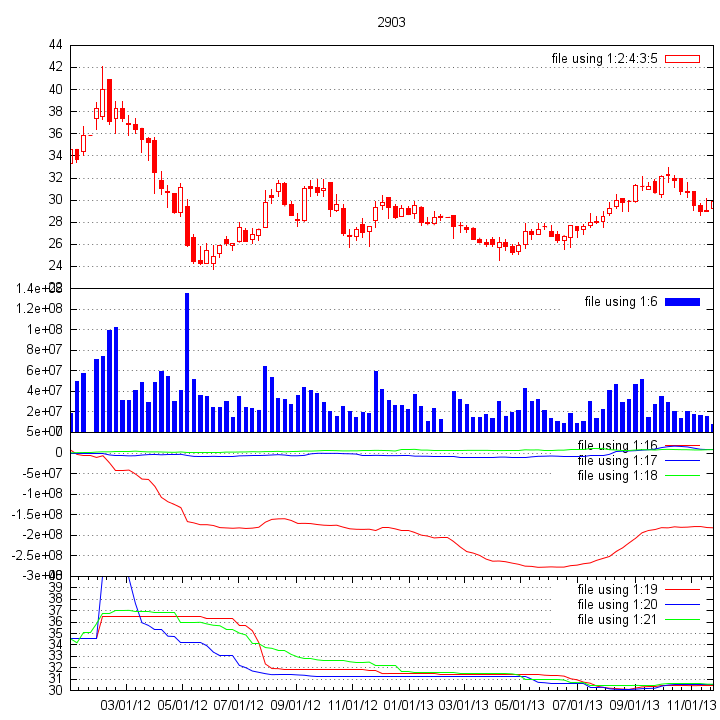 2903
44
file using 1:2:4:3:5
42
40
38
36
34
32
30
28
26
24
1.4e+08
file using 1:6
1.2e+08
1e+08
8e+07
6e+07
4e+07
2e+07
file using 1:16
0
file using 1:17
file using 1:18
-5e+07
-1e+08
-1.5e+08
-2e+08
-2.5e+08
39
file using 1:19
38
37
file using 1:20
36
file using 1:21
35
34
33
32
31
30
03/01/12 05/01/12 07/01/12 09/01/12 11/01/12 01/01/13 03/01/13 05/01/13 07/01/13 09/01/13 11/01/13